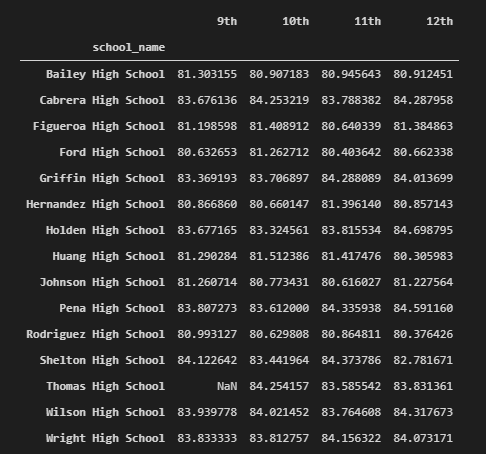 9th 10th 11th 12th
school_name
Bailey High School 81.303155 80.907183 80.945643 80.912451
Cabrera High School 83.676136 84.253219 83.788382 84.287958
Figueroa High School 81.198598 81.408912 80.640339 81.384863
Ford High School 80.632653 81.262712 80.403642 80.662338
Griffin High School 83.369193 83.706897 84.288089 84.013699
Hernandez High School 80.866860 80.660147 81.396140 80.857143
Holden High School 83.677165 83.324561 83.815534 84.698795
Huang High School 81.290284 81.512386 81.417476 80.305983
Johnson High School 81.260714 80.773431 80.616027 81.227564
Pena High School 83.807273 83.612000 84.335938 84.591160
Rodriguez High School 80.993127 80.629808 80.864811 80.376426
Shelton High School 84.122642 83.441964 84.373786 82.781671
Thomas High School NaN 84.254157 83.585542 83.831361
Wilson High School 83.939778 84.021452 83.764608 84.317673
Wright High School 83.833333 83.812757 84.156322 84.073171